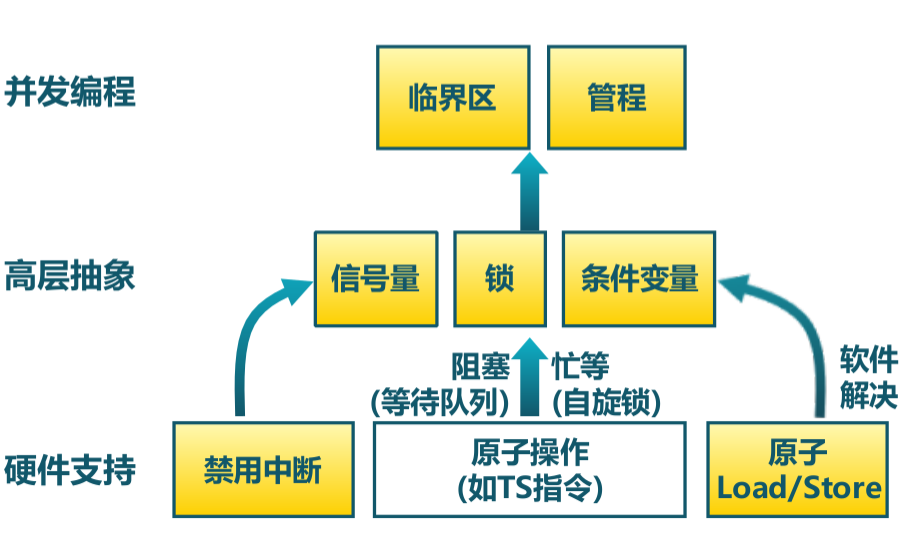 并发编程
临界区
管程
高层抽象
信号量
锁
条件变量
阻塞
(等待队列)
忙等
(自旋锁)
软件
解决
硬件支持
禁用中断
原子操作
(如TS指令)
原子
Load/Store